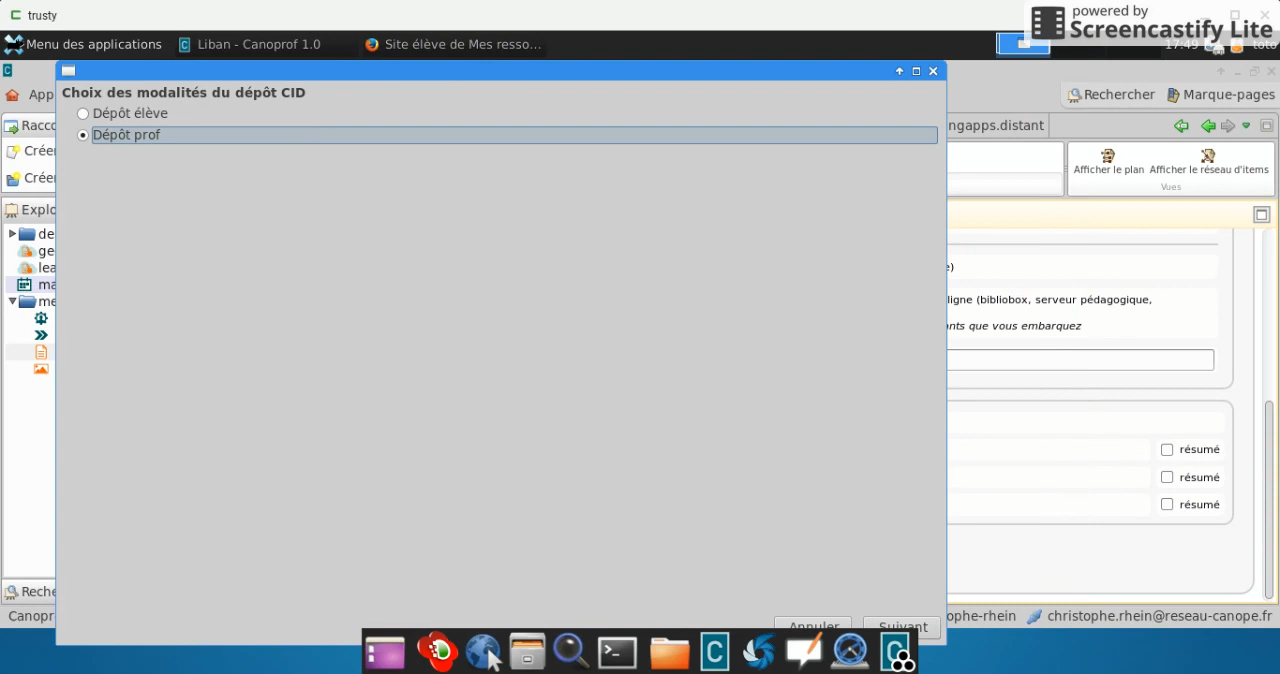 trusty
powered by
Screencastify Lite
Menu des applications
Liban - Canoprof 1.0
Site élève de Mes resso...
17:49
toto
App
Rechercher
Marque-pages
Choix des modalités du dépôt CID
Dépôt élève
Dépôt prof
Racco
ngapps.distant
Créer
Créer
Afficher le plan
Afficher le réseau d'items
Vues
Explo
de
ge
lea
ma
me
e)
ligne (bibliobox, serveur pédagogique,
ants que vous embarquez
résumé
résumé
résumé
Reche
Annuler
Suivant
Canopr
ophe-rhein
christophe.rhein@reseau-canope.fr